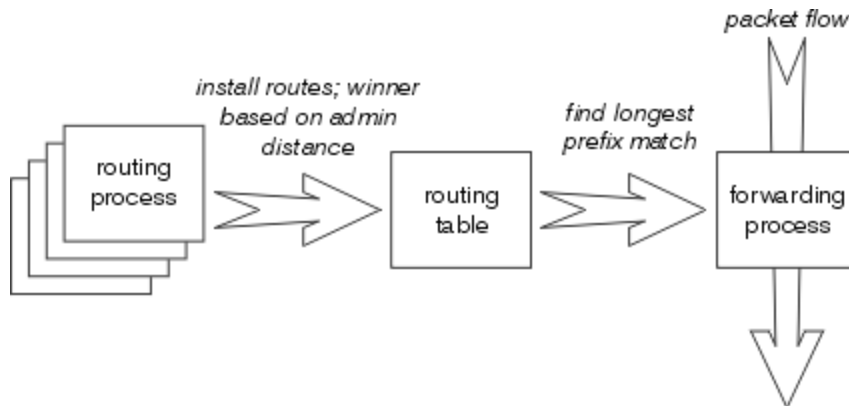 packet flow
install routes; winner
based on admin
distance
find longest
prefix match
routing
process
routing
table
forwarding
process